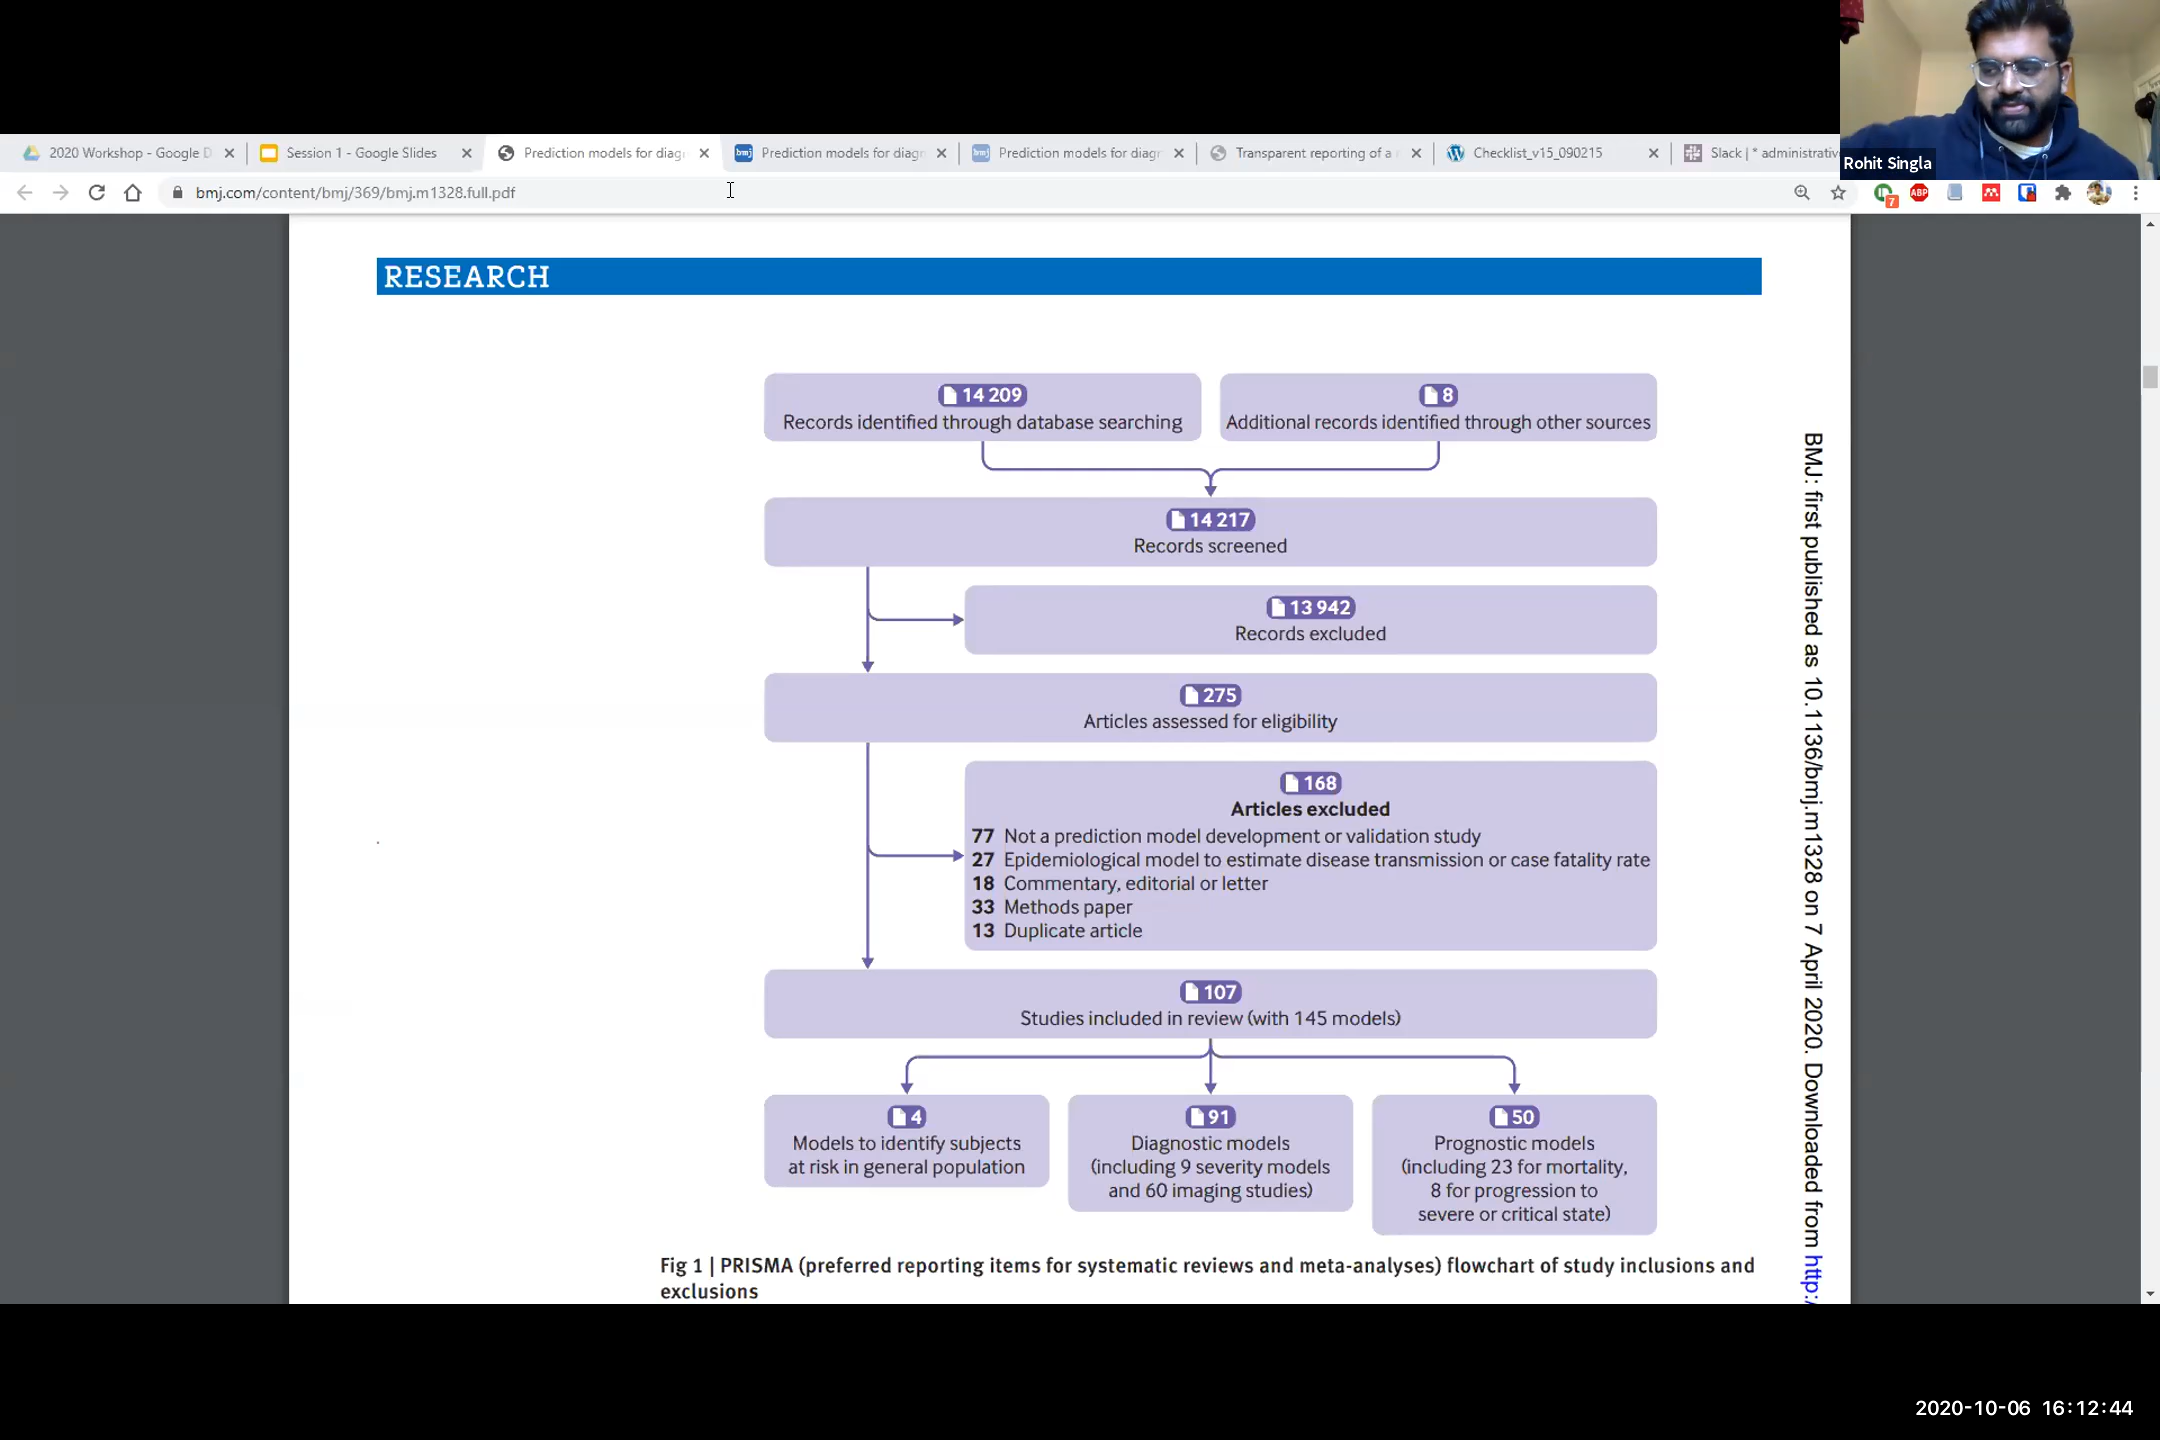 Rohit Singla
2020 Workshop - Google D
Session 1 - Google Slides
Prediction models for diag
bmj Prediction models for diagn
bmj Prediction models for diagr
Transparent reporting of a
Checklist_v15_090215
Slack | * administrativ
bmj.com/content/bmj/369/bmj.m1328.full.pdf
7
ABP
RESEARCH
14 209
Records identified through database searching
8
Additional records identified through other sources
14 217
Records screened
13 942
Records excluded
275
Articles assessed for eligibility
168
Articles excluded
77 Not a prediction model development or validation study
27 Epidemiological model to estimate disease transmission or case fatality rate
18 Commentary, editorial or letter
33 Methods paper
13 Duplicate article
107
Studies included in review (with 145 models)
4
Models to identify subjects
at risk in general population
91
Diagnostic models
(including 9 severity models
and 60 imaging studies)
50
Prognostic models
(including 23 for mortality,
8 for progression to
severe or critical state)
Fig 1 | PRISMA (preferred reporting items for systematic reviews and meta-analyses) flowchart of study inclusions and
exclusions
BMJ: first published as 10.1136/bmj.m1328 on 7 April 2020. Downloaded from http:/
2020-10-06 16:12:44